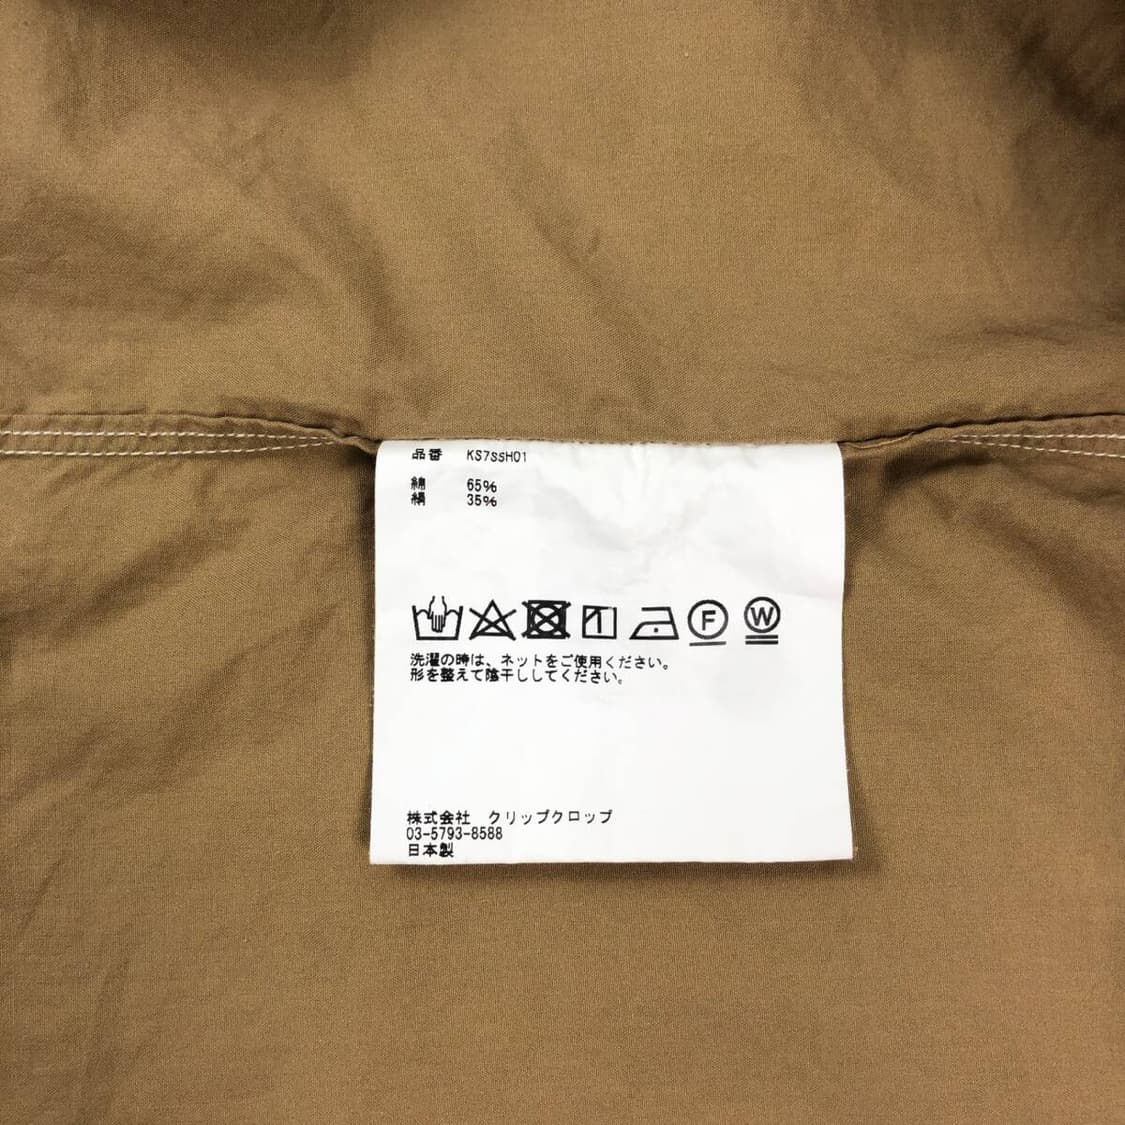 品番 KS7SSH01
綿 65%
絹 35%
F W
洗濯の時は、ネットをご使用ください。
形を整えて陰干ししてください。
株式会社 クリップクロップ
03-5793-8588
日本製